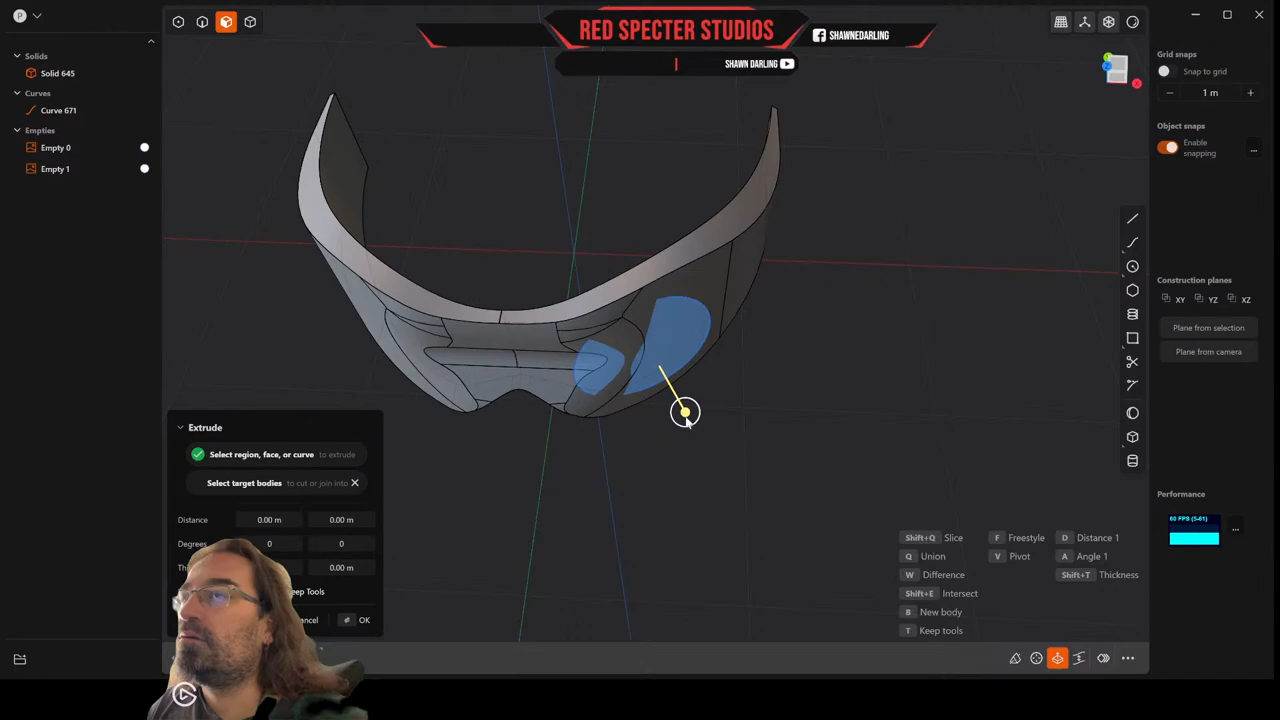 P
RED SPECTER STUDIOS
SHAWNEDARLING
SHAWN DARLING
Solids
Solid 645
Curves
Curve 671
Empties
Empty 0
Empty 1
Grid snaps
Snap to grid
1 m
Object snaps
Enable
snapping
...
Construction planes
XY
YZ
XZ
Plane from selection
Plane from camera
Performance
60 FPS (5-61)
...
X
Extrude
Select region, face, or curve to extrude
Select target bodies to cut or join into
Distance 0.00 m 0.00 m
Degrees 0 0
0.00 m
OK
Shift+Q Slice
Q Union
W Difference
Shift+E Intersect
B New body
T Keep tools
F Freestyle
V Pivot
D Distance 1
A Angle 1
Shift+T Thickness